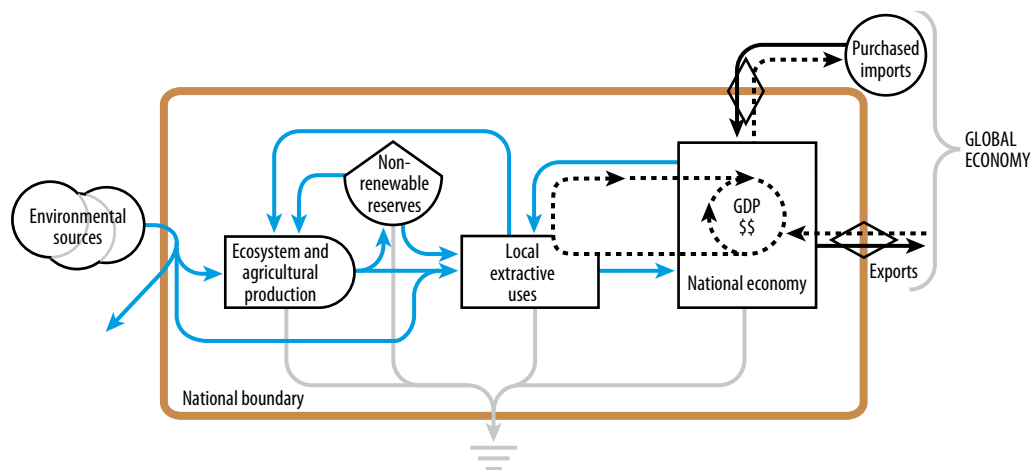 Purchased
imports
GLOBAL
ECONOMY
Non-
renewable
reserves
Environmental
sources
Ecosystem and
agricultural
production
Local
extractive
uses
GDP
$$
National economy
Exports
National boundary